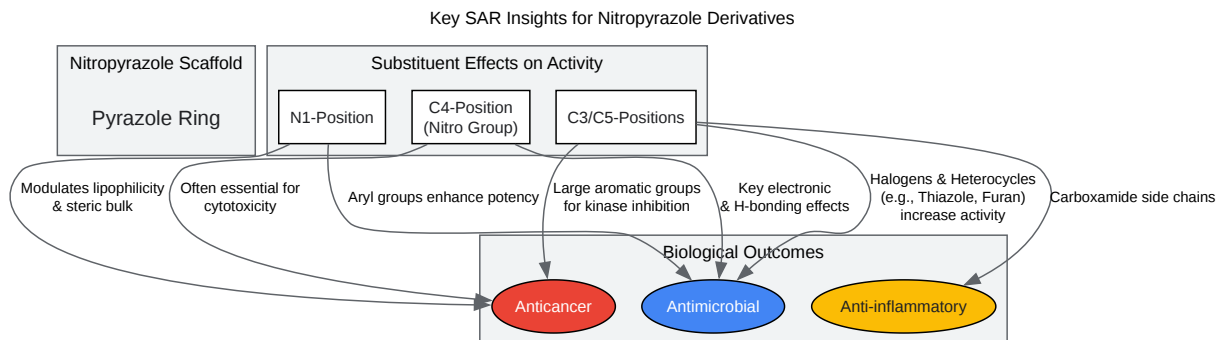 Key SAR Insights for Nitropyrazole Derivatives
Nitropyrazole Scaffold
Pyrazole Ring
Substituent Effects on Activity
N1-Position
C4-Position
(Nitro Group)
C3/C5-Positions
Modulates lipophilicity
& steric bulk
Often essential for
cytotoxicity
Aryl groups enhance potency
Large aromatic groups
for kinase inhibition
Key electronic
& H-bonding effects
Halogens & Heterocycles
(e.g., Thiazole, Furan)
increase activity
Carboxamide side chains
Biological Outcomes
Anticancer
Antimicrobial
Anti-inflammatory